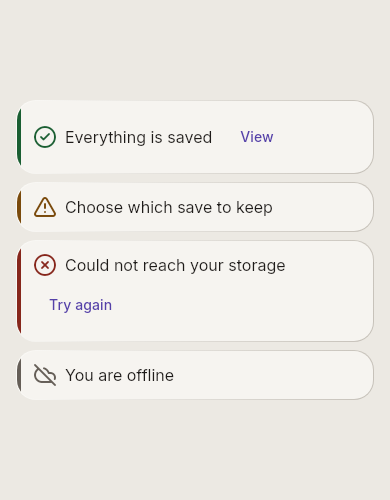 Everything is saved View
Choose which save to keep
Could not reach your storage
Try again
You are offline